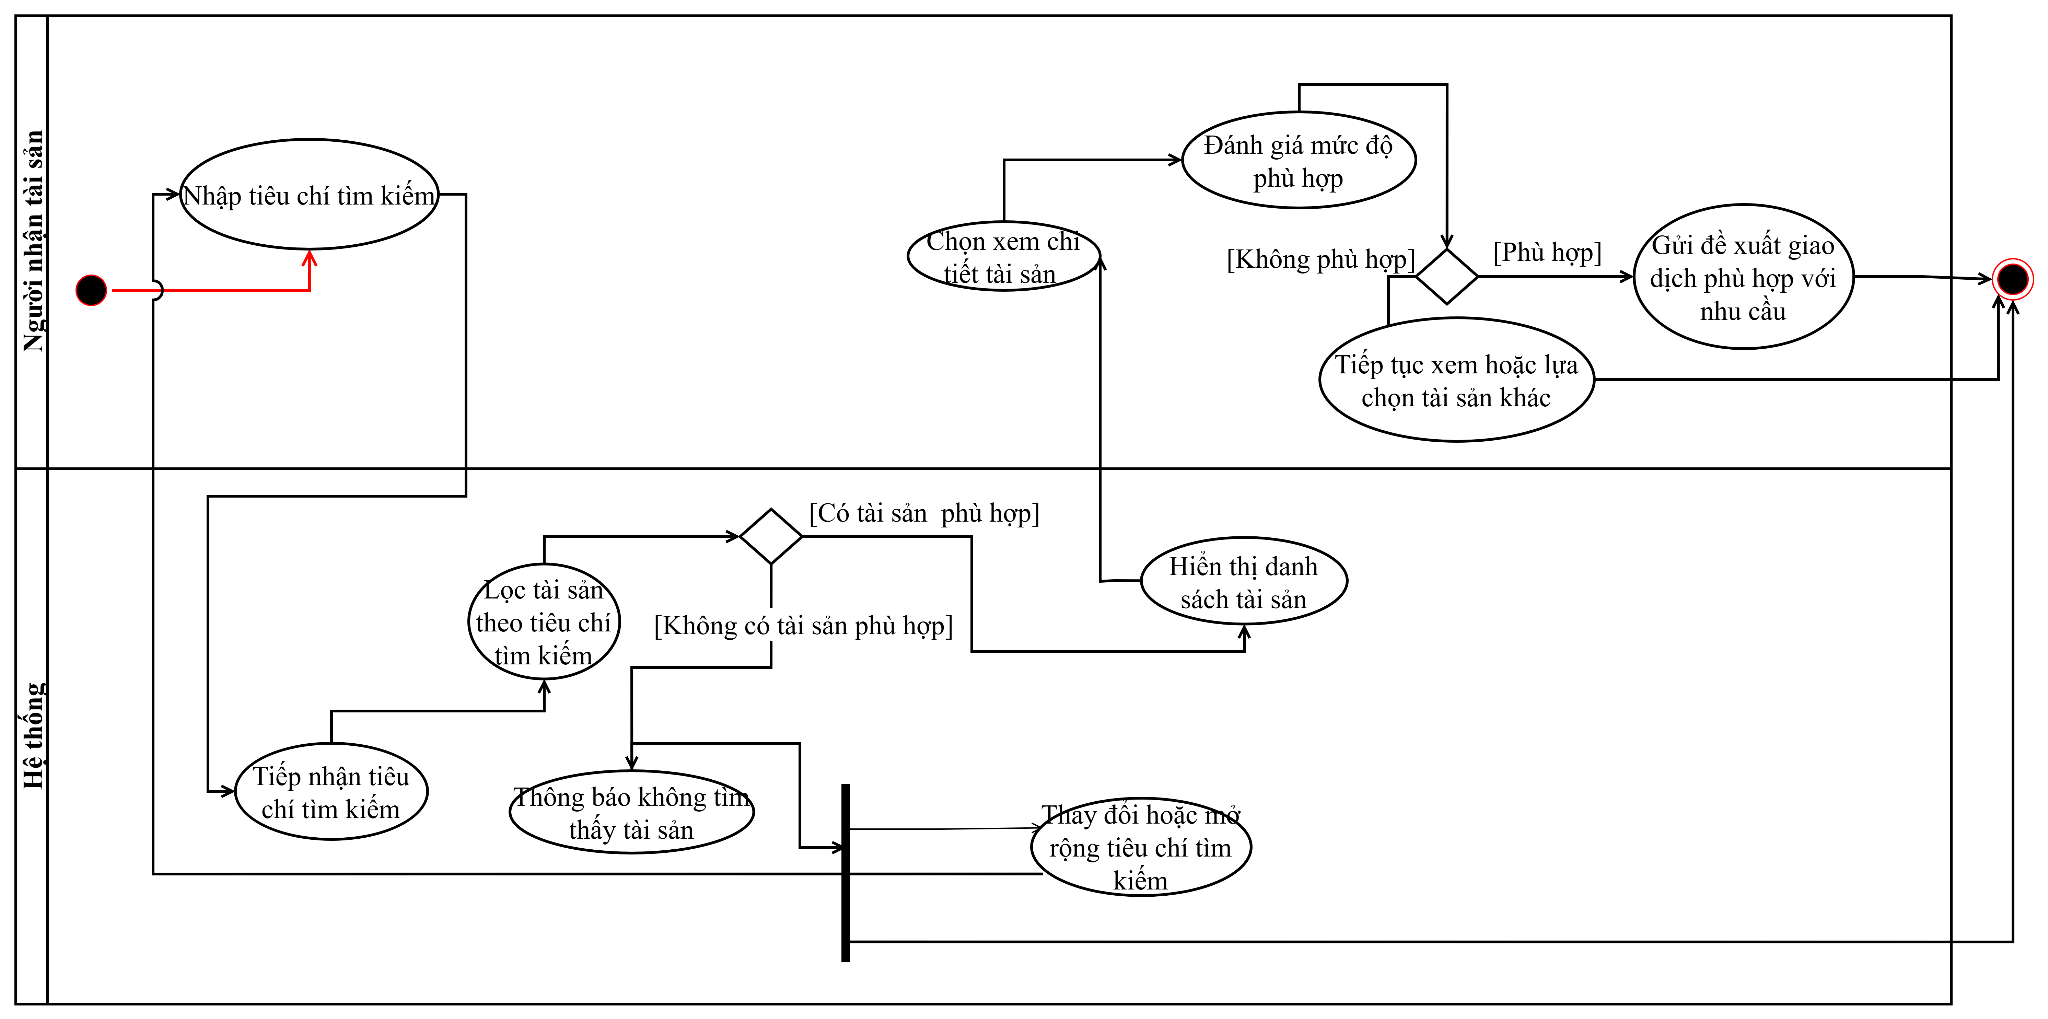 Người nhận tài sản
Nhập tiêu chí tìm kiếm
Chọn xem chi
tiết tài sản
Đánh giá mức độ
phù hợp
[Không phù hợp]
[Phù hợp]
Gửi đề xuất giao
dịch phù hợp với
nhu cầu
Tiếp tục xem hoặc lựa
chọn tài sản khác
Hệ thống
Tiếp nhận tiêu
chí tìm kiếm
Lọc tài sản
theo tiêu chí
tìm kiếm
[Có tài sản  phù hợp]
[Không có tài sản phù hợp]
Thông báo không tìm
thấy tài sản
Hiển thị danh
sách tài sản
Thay đổi hoặc mở
rộng tiêu chí tìm
kiếm